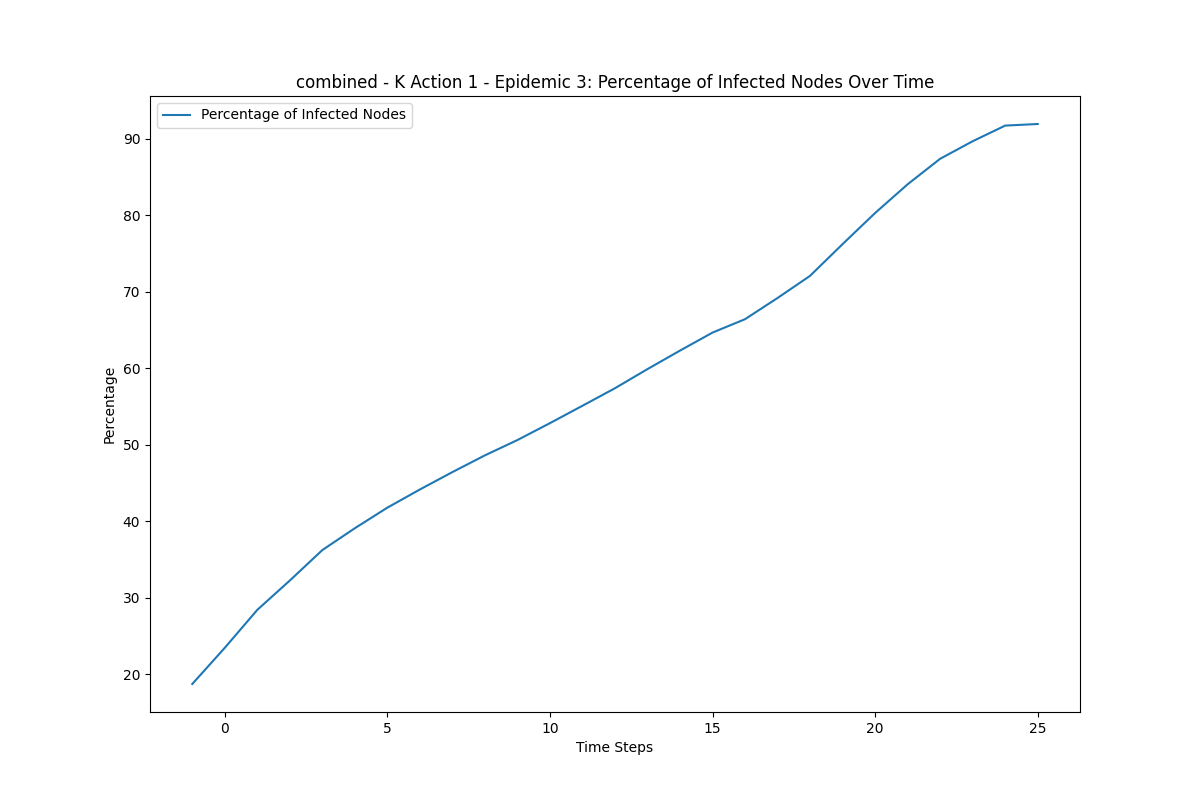 combined - K Action 1 - Epidemic 3: Percentage of Infected Nodes Over Time
Percentage of Infected Nodes
90
80
70
60
50
40
30
20
Percentage
0 5 10 15 20 25
Time Steps